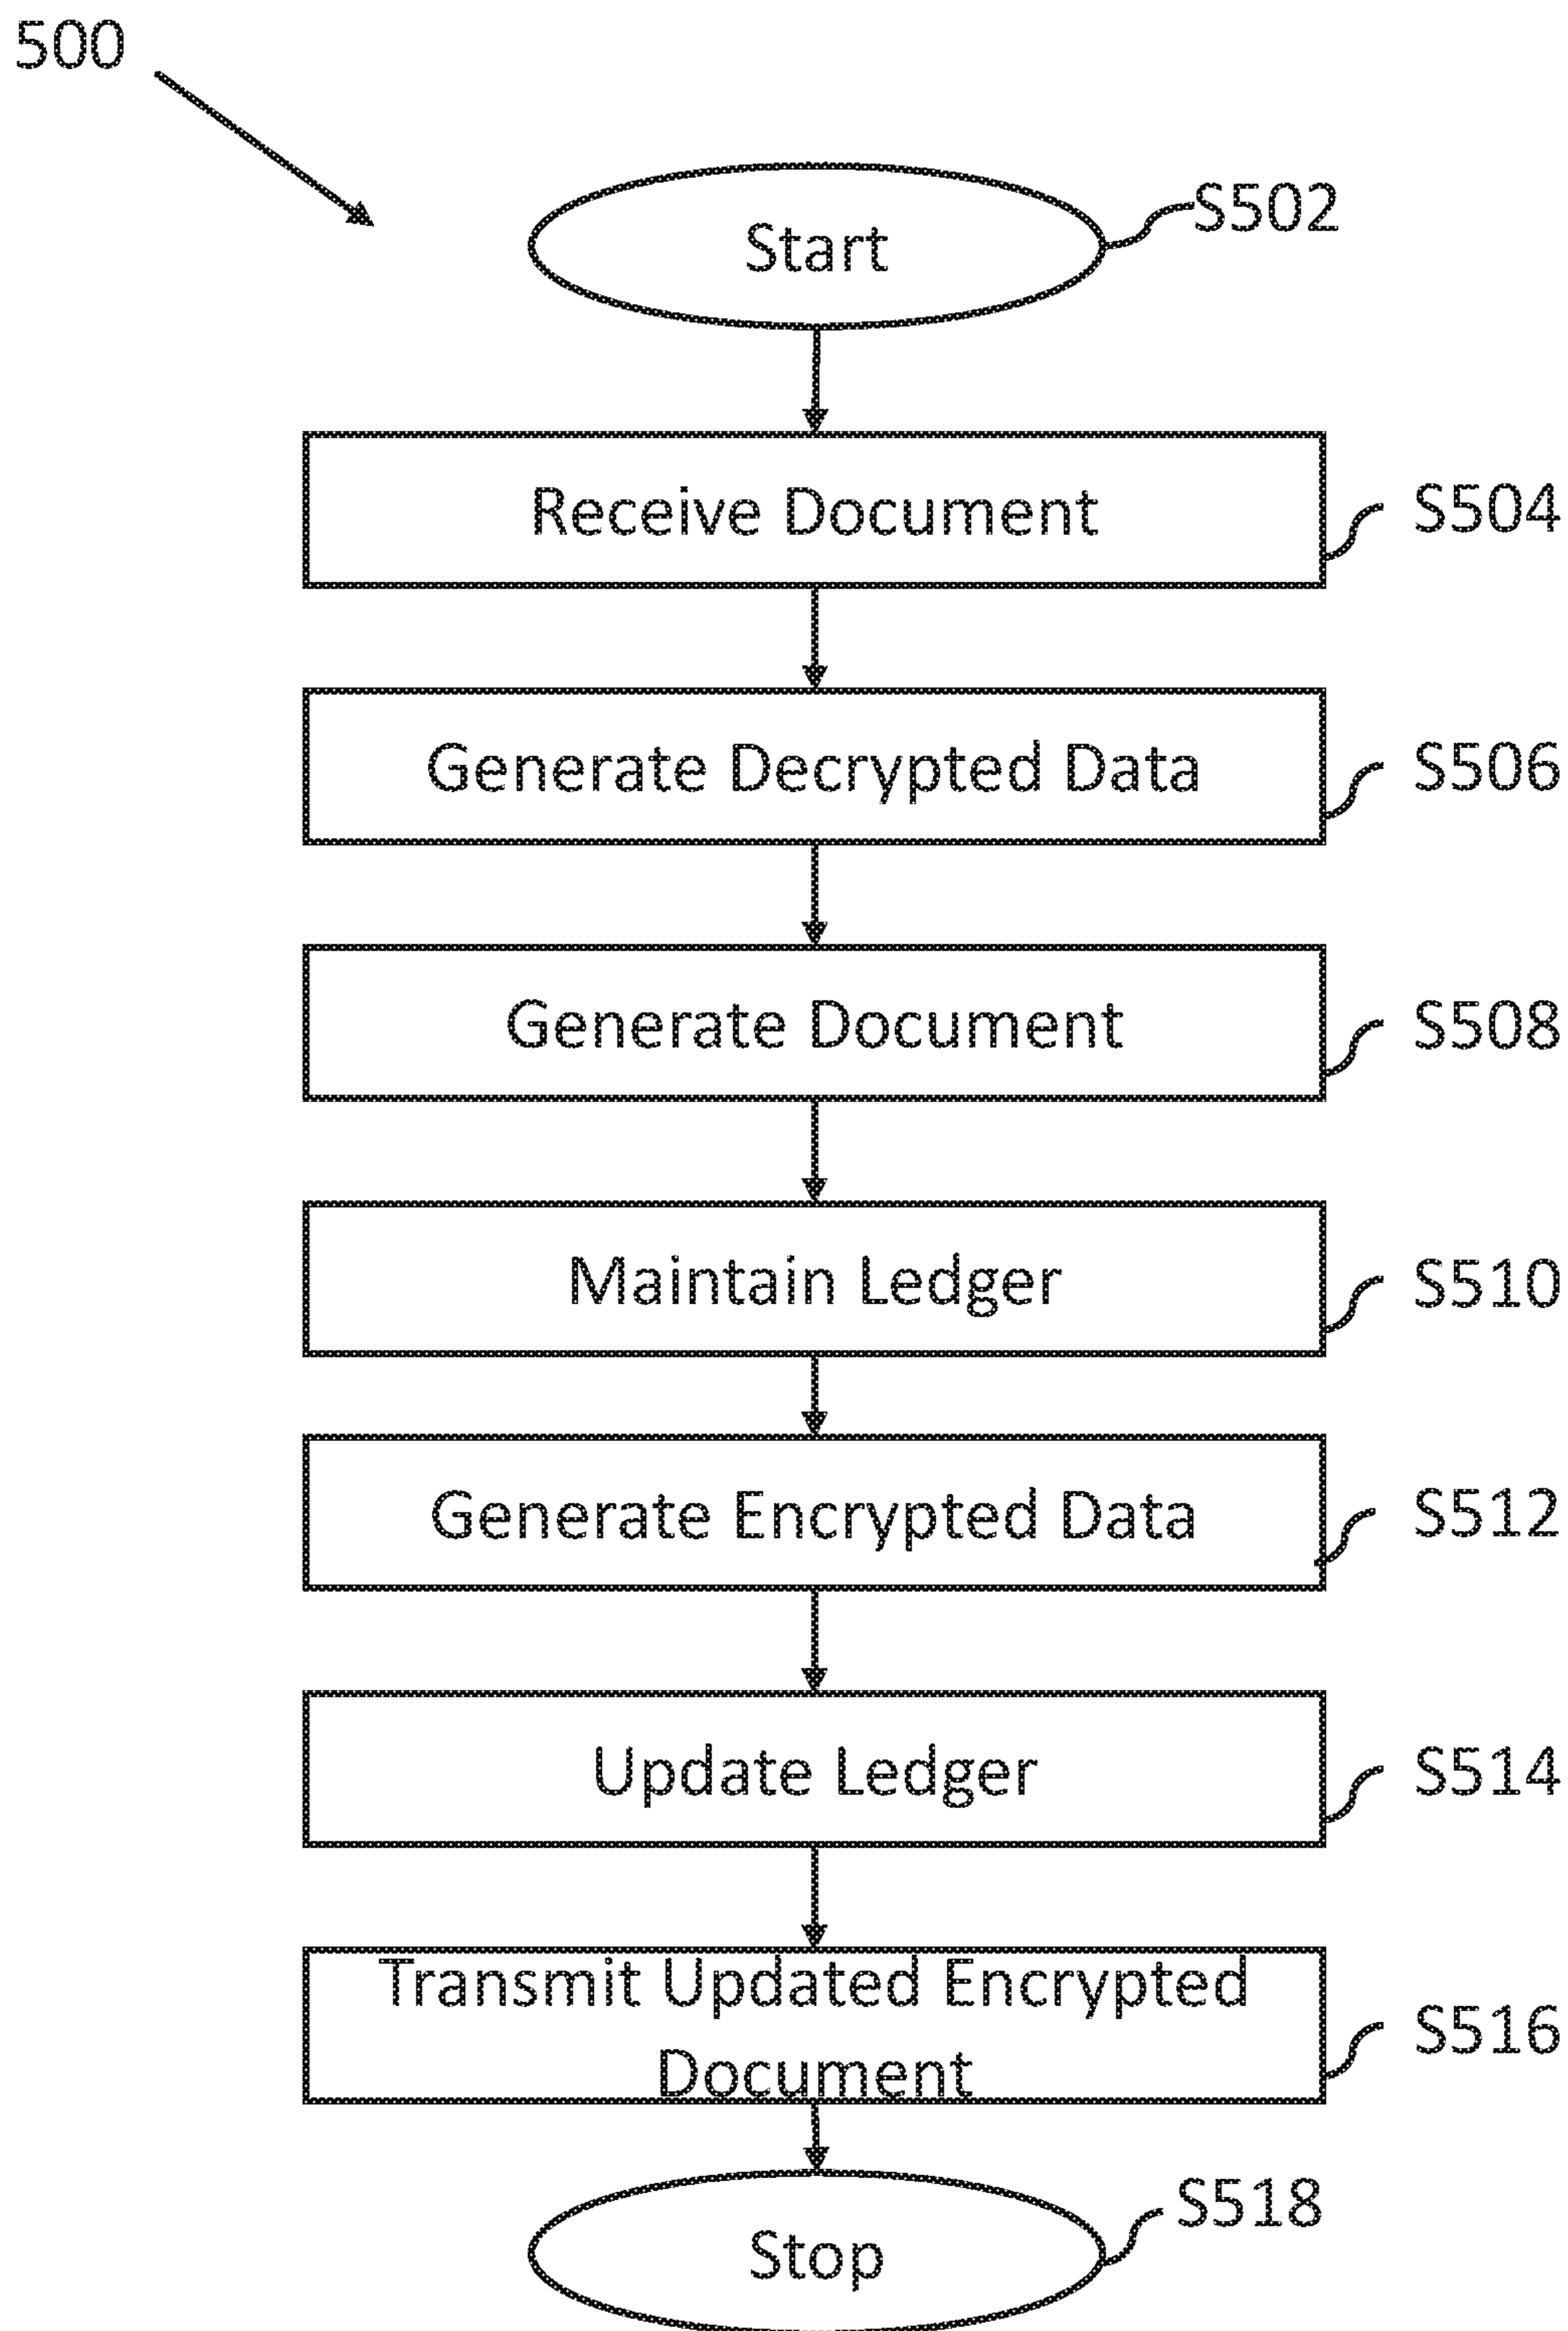 500
Start
S502
Receive Document
S504
Generate Decrypted Data
S506
Generate Document
S508
Maintain Ledger
S510
Generate Encrypted Data
S512
Update Ledger
S514
Transmit Updated Encrypted
Document
S516
Stop
S518